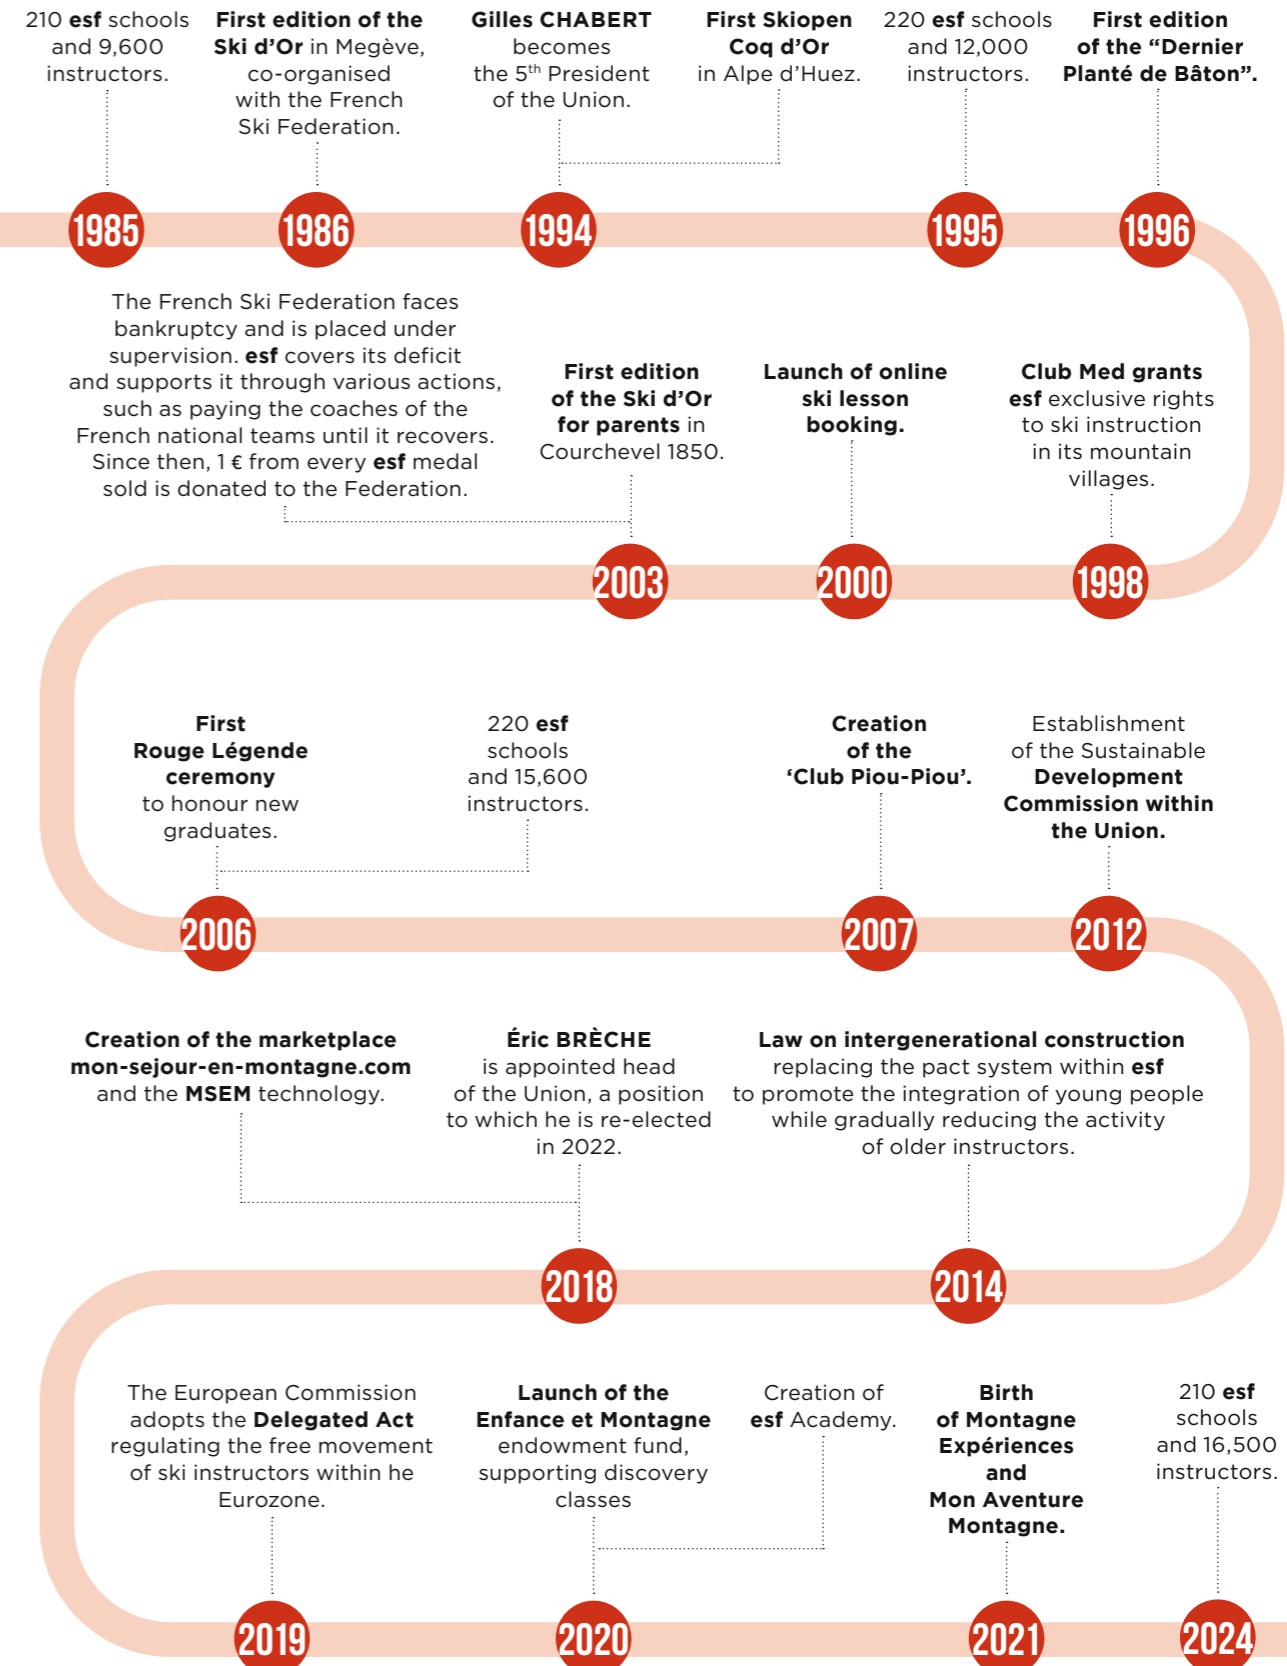 210 esf schools
and 9,600
instructors.
First edition of the
Ski d’Or in Megève,
co-organised
with the French
Ski Federation.
Gilles CHABERT
becomes
the 5th President
of the Union.
First Skiopen
Coq d’Or
in Alpe d’Huez.
220 esf schools
and 12,000
instructors.
First edition
of the “Dernier
Planté de Bâton”.
1985
1986
1994
1995
1996
The French Ski Federation faces
bankruptcy and is placed under
supervision. esf covers its deficit
and supports it through various actions,
such as paying the coaches of the
French national teams until it recovers.
Since then, 1 € from every esf medal
sold is donated to the Federation.
First edition
of the Ski d’Or
for parents in
Courchevel 1850.
Launch of online
ski lesson
booking.
Club Med grants
esf exclusive rights
to ski instruction
in its mountain
villages.
2003
2000
1998
First
Rouge Légende
ceremony
to honour new
graduates.
220 esf
schools
and 15,600
instructors.
Creation
of the
‘Club Piou-Piou’.
Establishment
of the Sustainable
Development
Commission within
the Union.
2006
2007
2012
Creation of the marketplace
mon-sejour-en-montagne.com
and the MSEM technology.
Éric BRÈCHE
is appointed head
of the Union, a position
to which he is re-elected
in 2022.
Law on intergenerational construction
replacing the pact system within esf
to promote the integration of young people
while gradually reducing the activity
of older instructors.
2018
2014
The European Commission
adopts the Delegated Act
regulating the free movement
of ski instructors within he
Eurozone.
Launch of the
Enfance et Montagne
endowment fund,
supporting discovery
classes
Creation of
esf Academy.
Birth
of Montagne
Expériences
and
Mon Aventure
Montagne.
210 esf
schools
and 16,500
instructors.
2019
2020
2021
2024